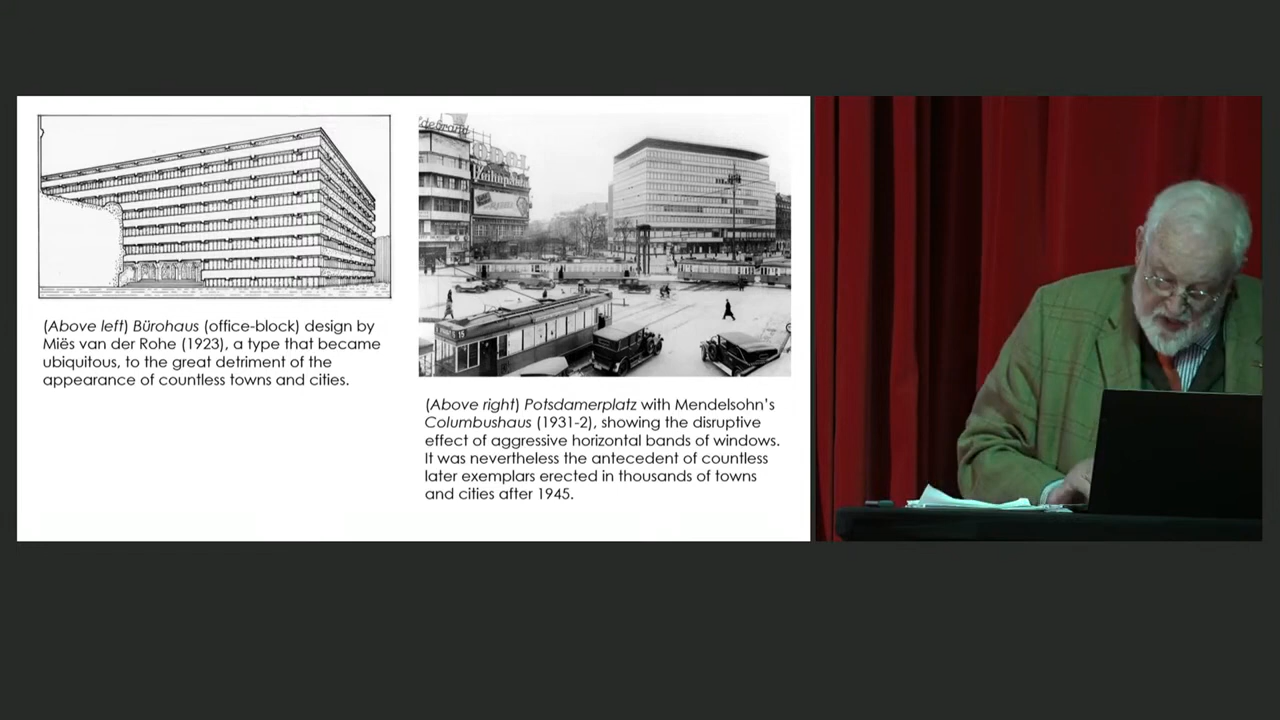 debrand
ODOL
(Above left) Bürohaus (office-block) design by
Miës van der Rohe (1923), a type that became
ubiquitous, to the great detriment of the
appearance of countless towns and cities.
15
(Above right) Potsdamerplatz with Mendelsohn's
Columbushaus (1931-2), showing the disruptive
effect of aggressive horizontal bands of windows.
It was nevertheless the antecedent of countless
later exemplars erected in thousands of towns
and cities after 1945.